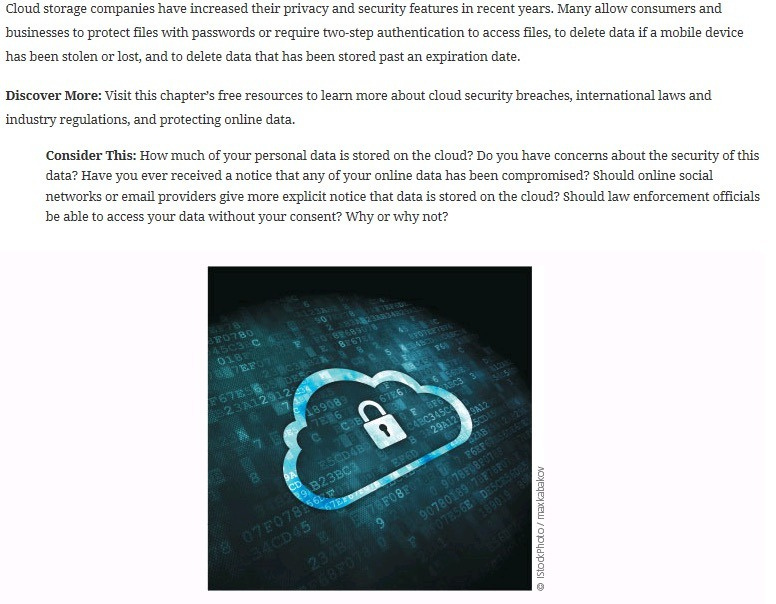 Cloud storage companies have increased their privacy and security features in recent years. Many allow consumers and
businesses to protect files with passwords or require two-step authentication to access files, to delete data if a mobile device
has been stolen or lost, and to delete data that has been stored past an expiration date.
Discover More: Visit this chapter's free resources to learn more about cloud security breaches, international laws and
industry regulations, and protecting online data.
Consider This: How much of your personal data is stored on the cloud? Do you have concerns about the security of this
data? Have you ever received a notice that any of your online data has been compromised? Should online social
networks or email providers give more explicit notice that data is stored on the cloud? Should law enforcement officials
be able to access your data without your consent? Why or why not?
© iStockPhoto / maxkabakov